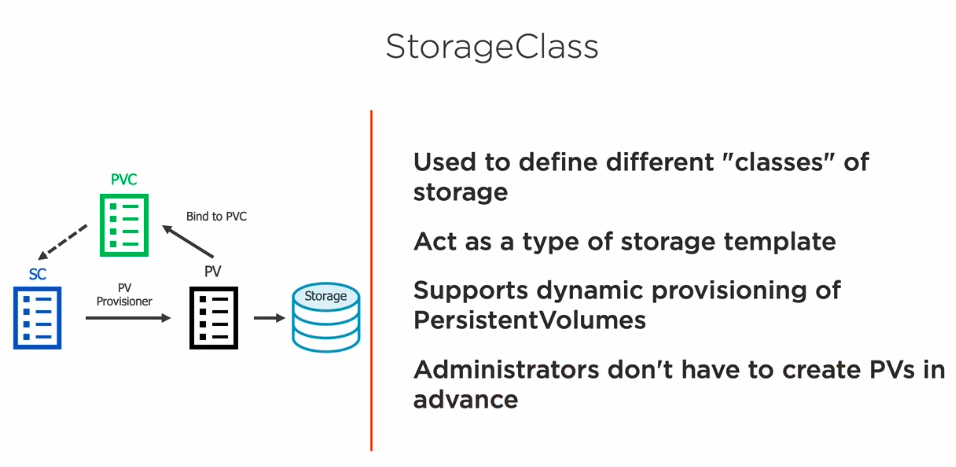 StorageClass
PVC
Bind to PVC
SC
PV
Provisioner
PV
Storage
Used to define different "classes" of
storage
Act as a type of storage template
Supports dynamic provisioning of
PersistentVolumes
Administrators don't have to create PVs in
advance